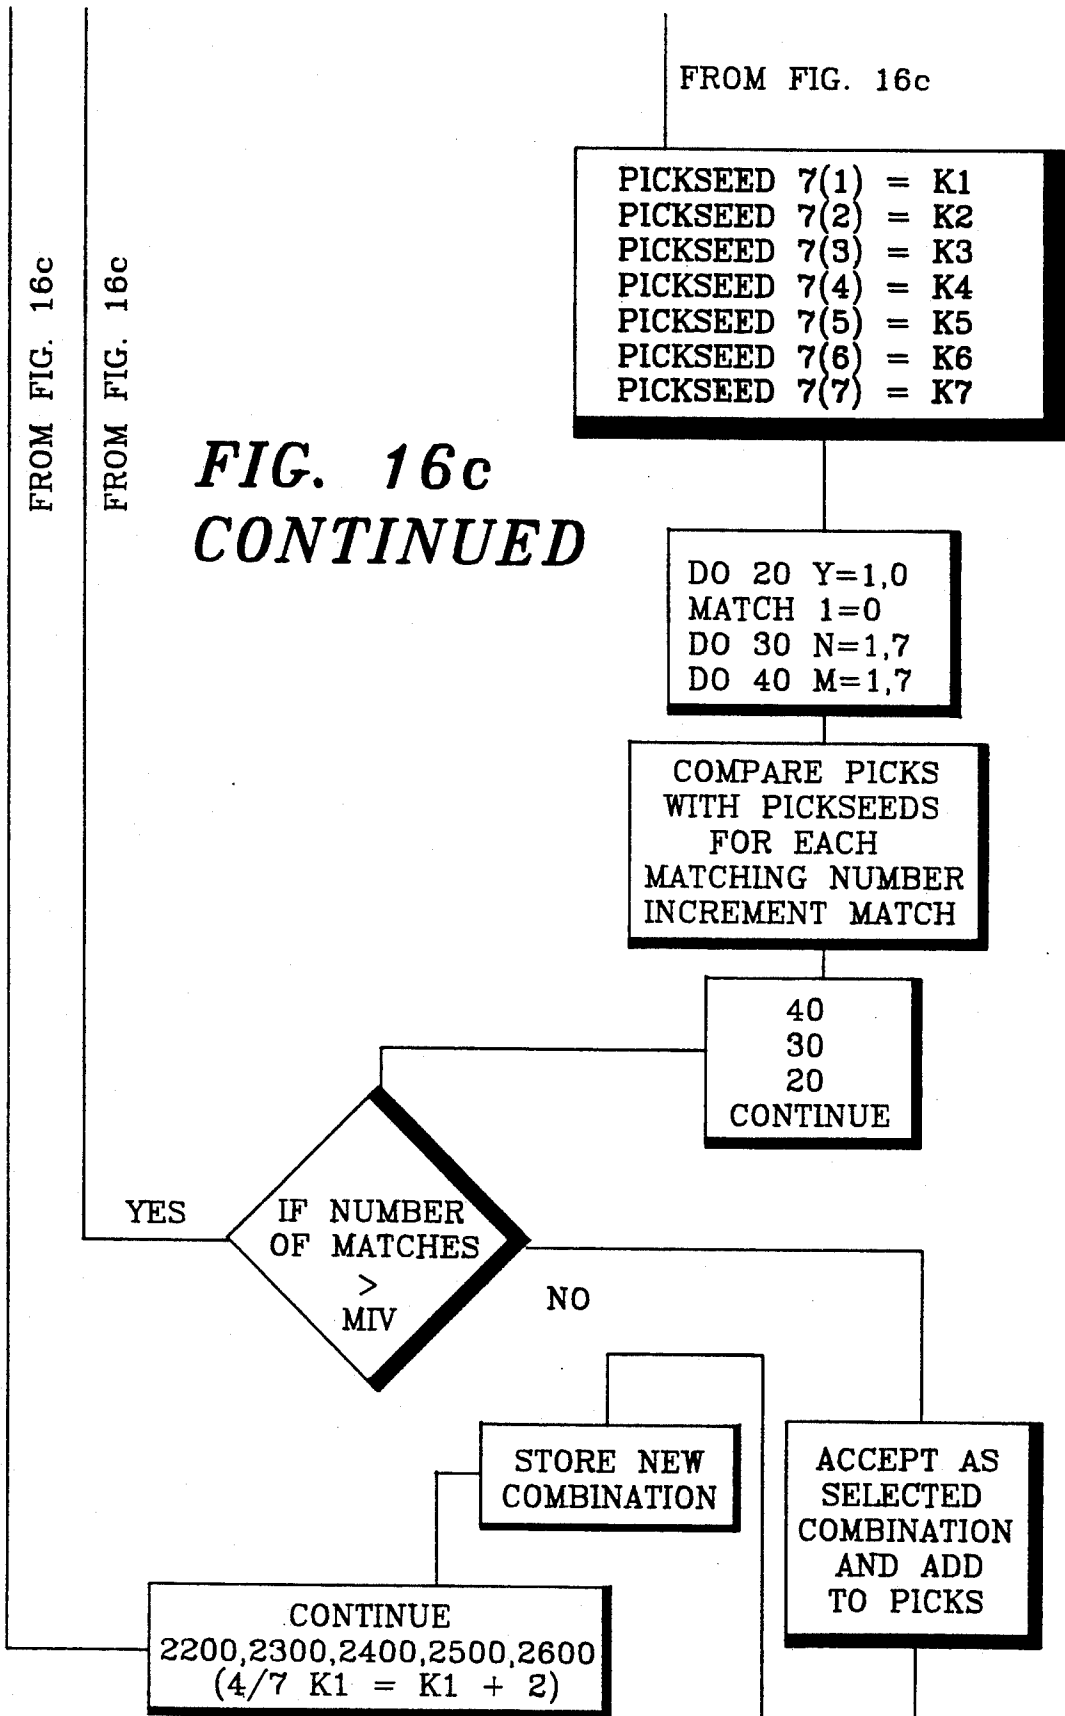 FROM FIG. 16c
PICKSEED 7(1) = K1
PICKSEED 7(2) = K2
PICKSEED 7(3) = K3
PICKSEED 7(4) = K4
PICKSEED 7(5) = K5
PICKSEED 7(6) = K6
PICKSEED 7(7) = K7
FROM FIG. 16c
FROM FIG. 16c
FIG. 16c
CONTINUED
DO 20 Y=1,0
MATCH 1=0
DO 30 N=1,7
DO 40 M=1,7
COMPARE PICKS
WITH PICKSEEDS
FOR EACH
MATCHING NUMBER
INCREMENT MATCH
40
30
20
CONTINUE
YES
IF NUMBER
OF MATCHES
>
MIV
NO
STORE NEW
COMBINATION
ACCEPT AS
SELECTED
COMBINATION
AND ADD
TO PICKS
CONTINUE
2200,2300,2400,2500,2600
(4/7 K1 = K1 + 2)